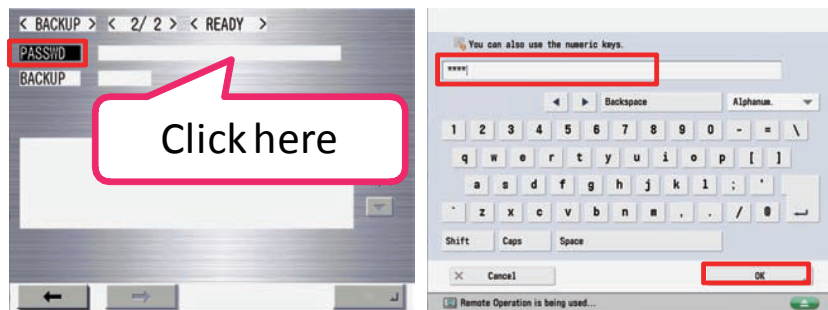 < BACKUP > < 2/ 2 > < READY >
PASSWD
BACKUP
Click here
You can also use the numeric keys.
****
Backspace
Alphanum.
1 2 3 4 5 6 7 8 9 0 - = \
q w e r t y u i o p [ ]
a s d f g h j k l ; '
` z x c v b n m , . / @
Shift Caps Space
× Cancel OK
Remote Operation is being used...